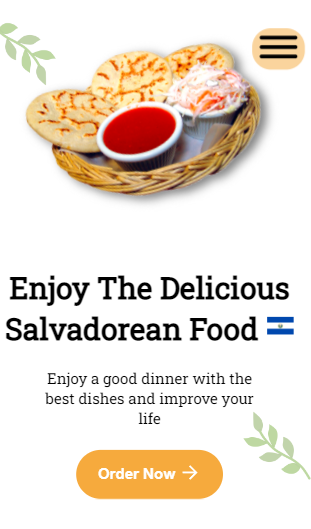 Enjoy The Delicious
Salvadorean Food
Enjoy a good dinner with the
best dishes and improve your
life
Order Now →